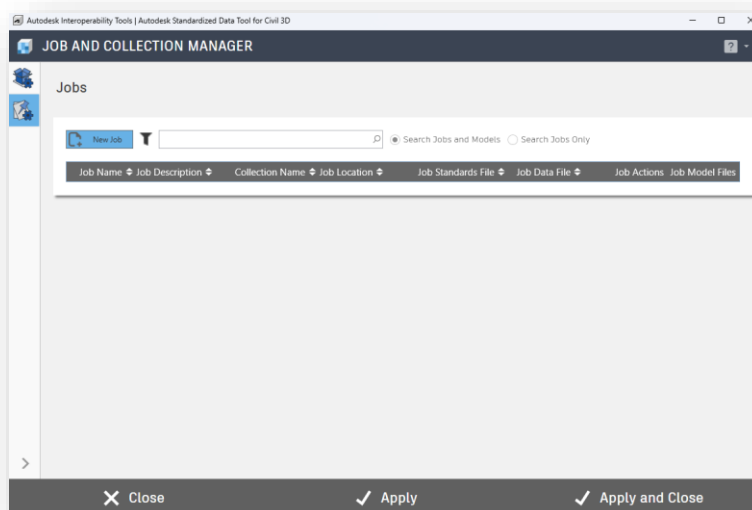 Autodesk Interoperability Tools | Autodesk Standardized Data Tool for Civil 3D
JOB AND COLLECTION MANAGER
?
Jobs
New Job
Search Jobs and Models Search Jobs Only
Job Name Job Description Collection Name Job Location Job Standards File Job Data File Job Actions Job Model Files
Close Apply Apply and Close